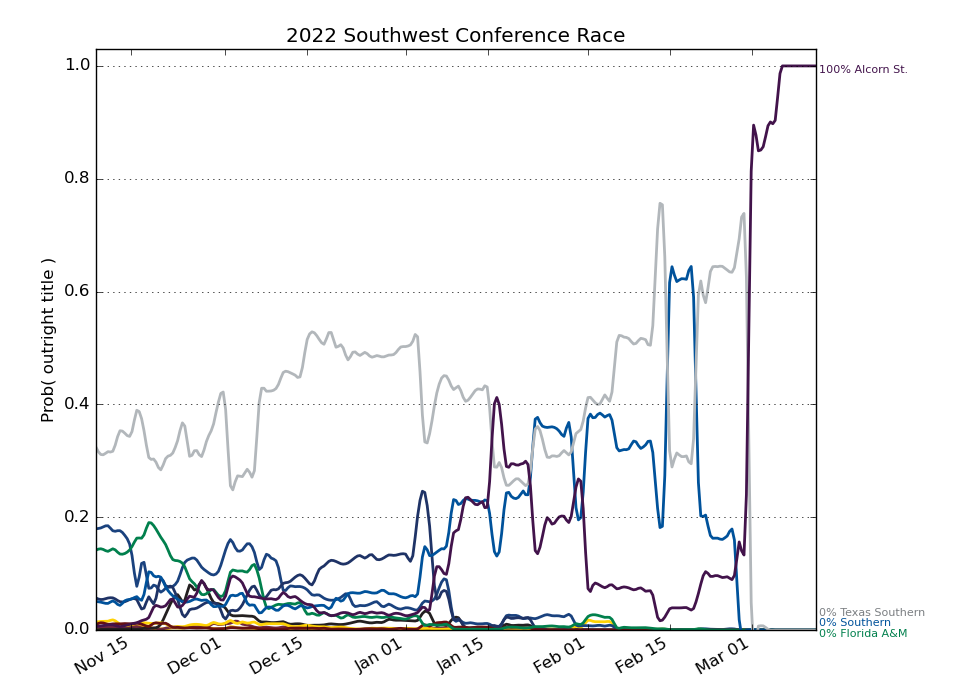 2022 Southwest Conference Race
1.0
0.8
0.6
0.4
0.2
0.0
Prob( outright title )
100% Alcorn St.
0% Texas Southern
0% Southern
0% Florida A&M
Nov 15
Dec 01
Dec 15
Jan 01
Jan 15
Feb 01
Feb 15
Mar 01